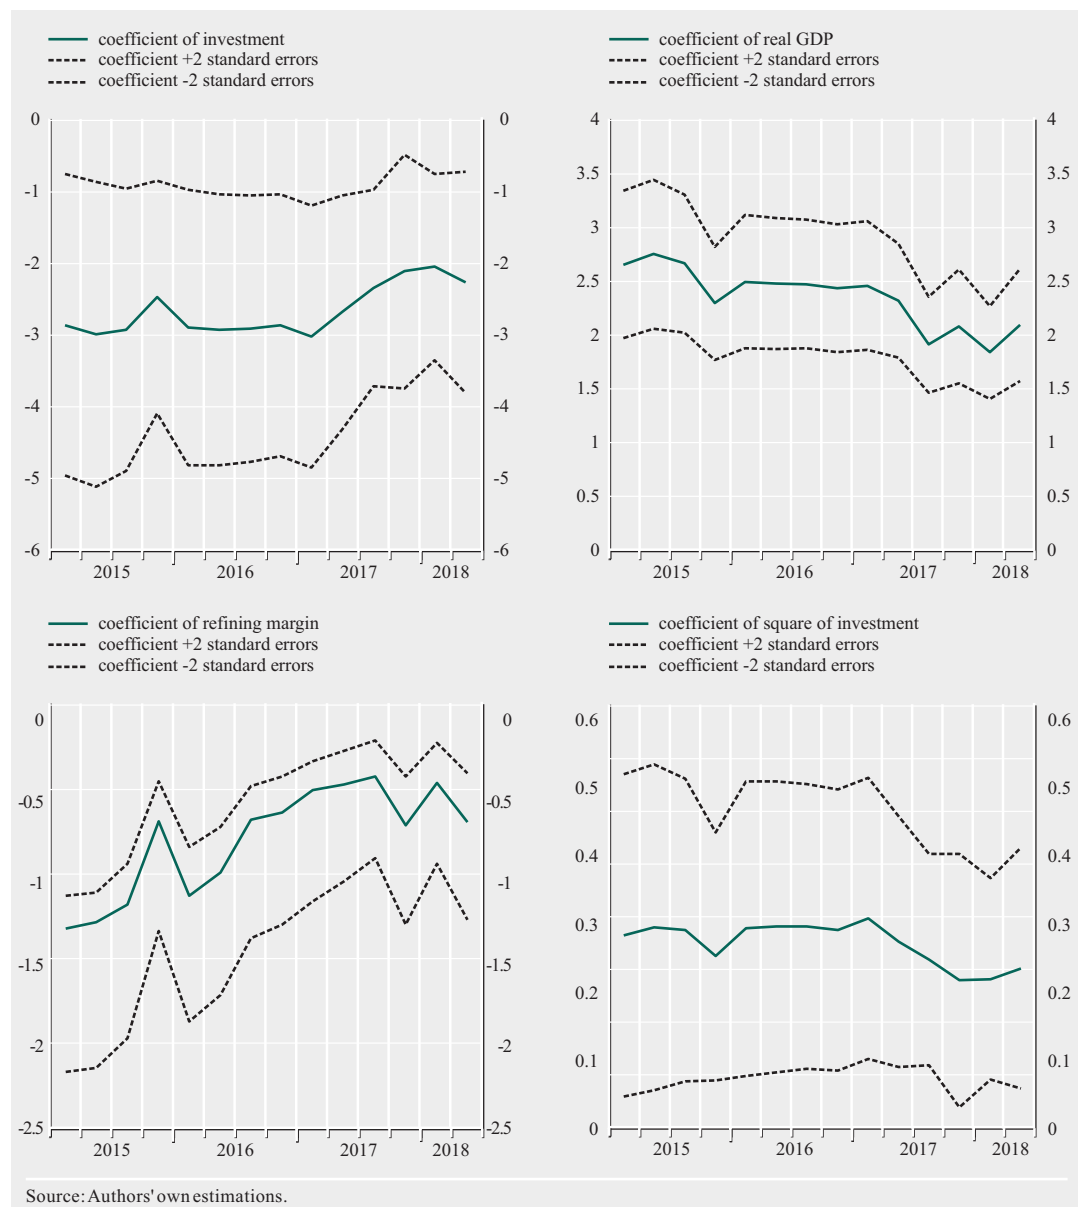 coefficient of investment
coefficient +2 standard errors
coefficient -2 standard errors
0 0
-1 -1
-2 -2
-3 -3
-4 -4
-5 -5
-6 -6
2015 2016 2017 2018
coefficient of real GDP
coefficient +2 standard errors
coefficient -2 standard errors
4 4
3.5 3.5
3 3
2.5 2.5
2 2
1.5 1.5
1 1
0.5 0.5
0 0
2015 2016 2017 2018
coefficient of refining margin
coefficient +2 standard errors
coefficient -2 standard errors
0 0
-0.5 -0.5
-1 -1
-1.5 -1.5
-2 -2
-2.5 -2.5
2015 2016 2017 2018
coefficient of square of investment
coefficient +2 standard errors
coefficient -2 standard errors
0.6 0.6
0.5 0.5
0.4 0.4
0.3 0.3
0.2 0.2
0.1 0.1
0 0
2015 2016 2017 2018
Source: Authors' own estimations.